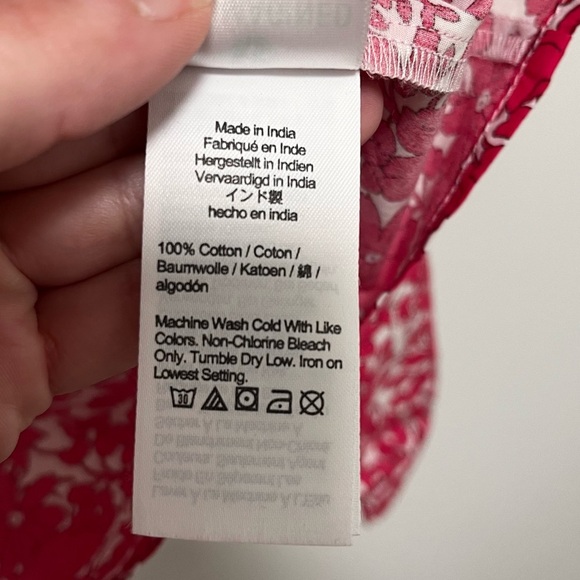 Made in India
Fabriqué en Inde
Hergestellt in Indien
Vervaardigd in India
インド製
hecho en india
100% Cotton / Coton /
Baumwolle / Katoen / 綿 /
algodón
Machine Wash Cold With Like
Colors. Non-Chlorine Bleach
Only. Tumble Dry Low. Iron on
Lowest Setting.
30